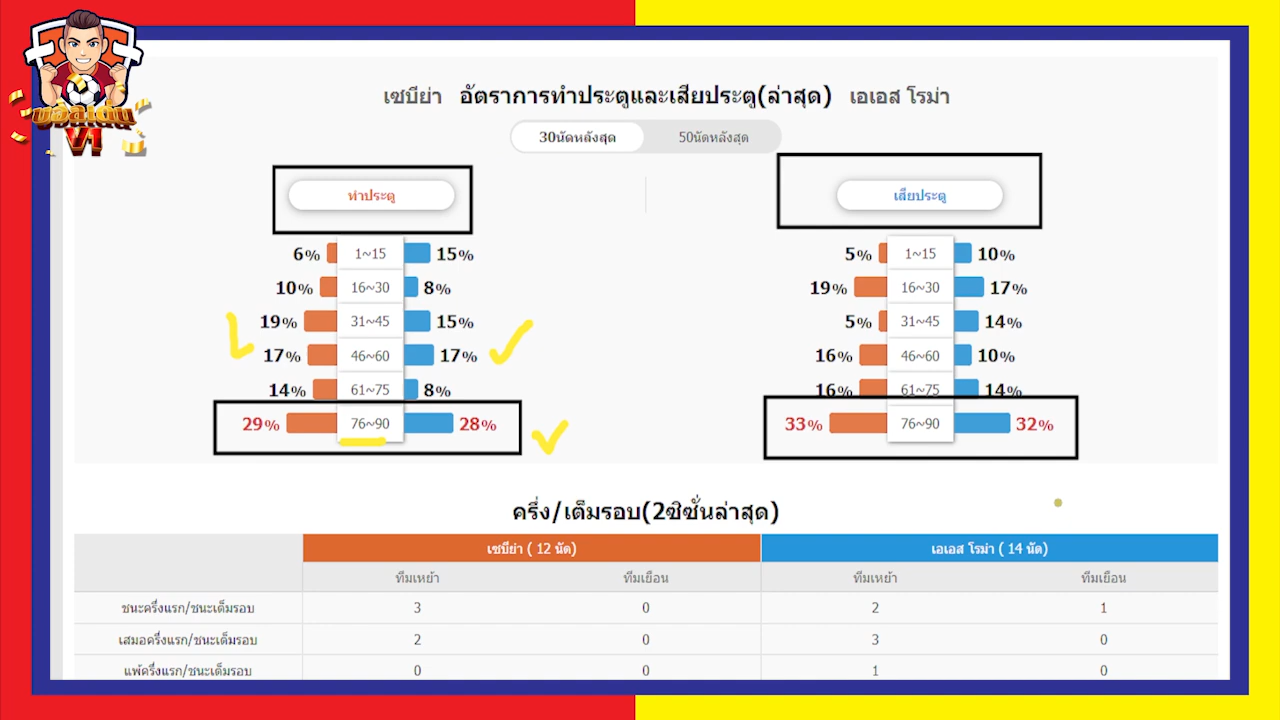 บอลเด่น
V1
เซบีย่า อัตราการทำประตูและเสียประตู(ล่าสุด) เอเอส โรม่า
30นัดหลังสุด 50นัดหลังสุด
ทำประตู เสียประตู
6% 1~15 15% 5% 1~15 10%
10% 16~30 8% 19% 16~30 17%
19% 31~45 15% 5% 31~45 14%
17% 46~60 17% 16% 46~60 10%
14% 61~75 8% 16% 61~75 14%
29% 76~90 28% 33% 76~90 32%
ครึ่ง/เต็มรอบ(2ซิซั่นล่าสุด)
เซบีย่า ( 12 นัด) เอเอส โรม่า ( 14 นัด)
ทีมเหย้า ทีมเยือน ทีมเหย้า ทีมเยือน
ชนะครึ่งแรก/ชนะเต็มรอบ 3 0 2 1
เสมอครึ่งแรก/ชนะเต็มรอบ 2 0 3 0
แพ้ครึ่งแรก/ชนะเต็มรอบ 0 0 1 0